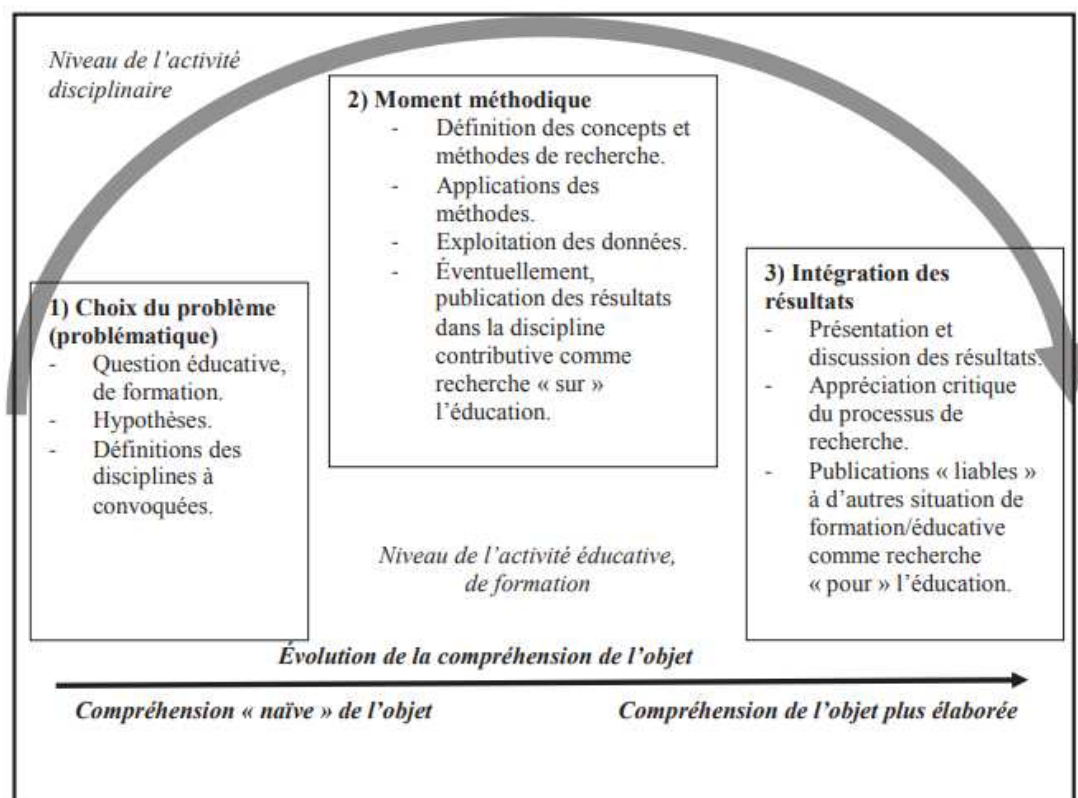 Niveau de l’activité
disciplinaire
2) Moment méthodique
- Définition des concepts et
méthodes de recherche.
- Applications des
méthodes.
- Exploitation des données.
- Éventuellement,
publication des résultats
dans la discipline
contributive comme
recherche « sur »
l’éducation.
1) Choix du problème
(problématique)
- Question éducative,
de formation.
- Hypothèses.
- Définitions des
disciplines à
convoquées.
3) Intégration des
résultats
- Présentation et
discussion des résultats.
- Appréciation critique
du processus de
recherche.
- Publications « liables »
à d’autres situation de
formation/éducative
comme recherche
« pour » l’éducation.
Niveau de l’activité éducative,
de formation
Évolution de la compréhension de l’objet
Compréhension « naïve » de l’objet
Compréhension de l’objet plus élaborée